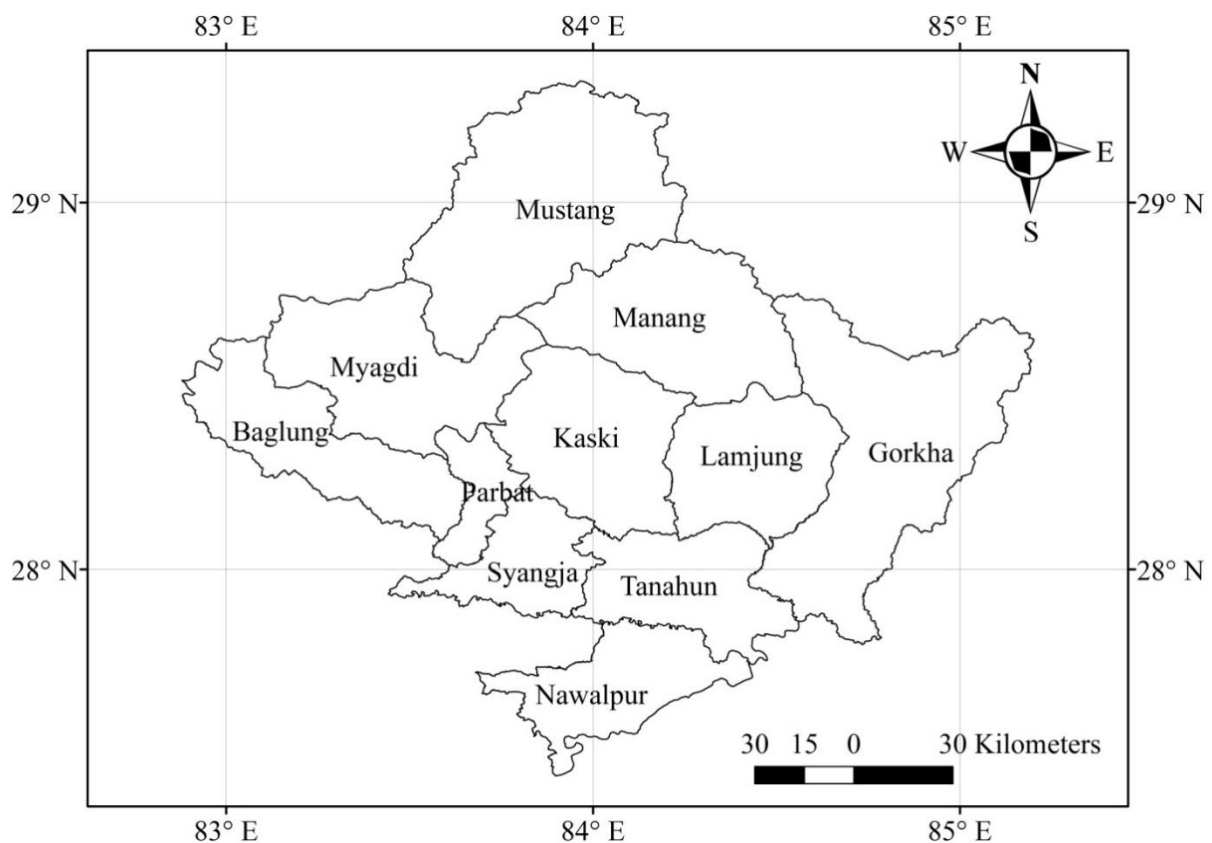 83° E 84° E 85° E
N
W E
S
29° N 29° N
Mustang
Manang
Myagdi
Baglung Kaski Lamjung Gorkha
Parbat
28° N Syangja Tanahun 28° N
Nawalpur
30 15 0 30 Kilometers
83° E 84° E 85° E